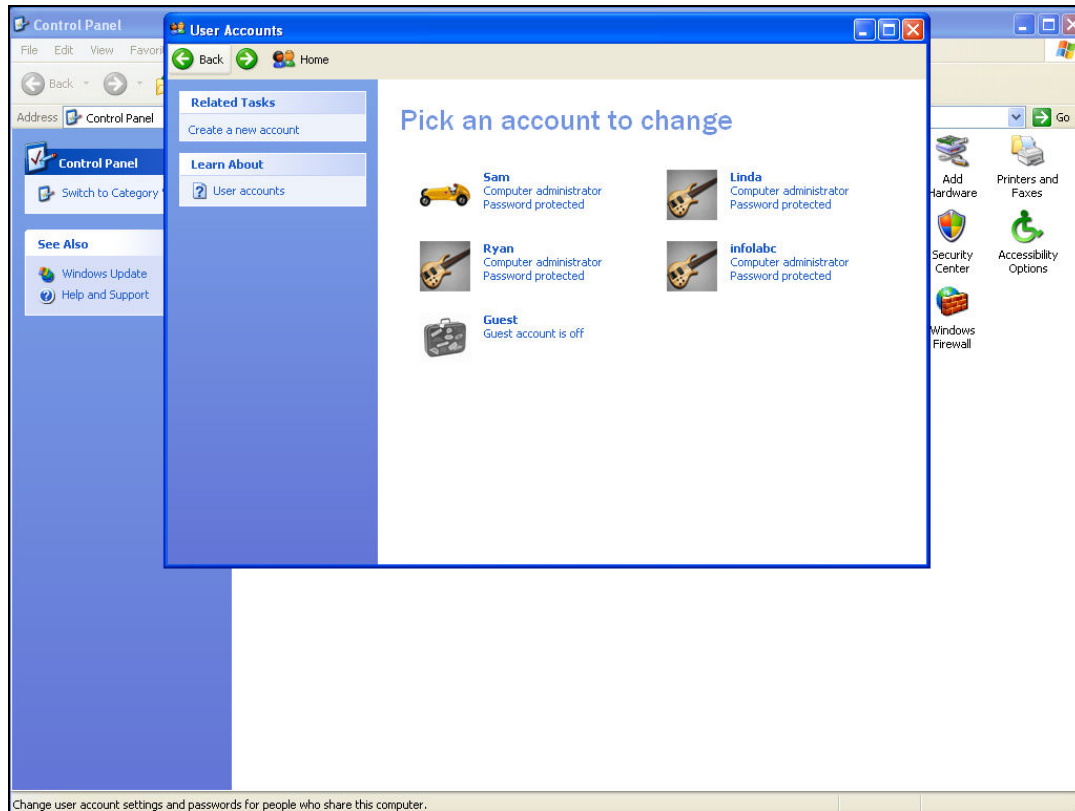 Control Panel
File Edit View
Back
Address Control Panel
Go
Control Panel
Switch to Category
See Also
Windows Update
Help and Support
User Accounts
Back Home
Related Tasks
Create a new account
Learn About
User accounts
Pick an account to change
Sam
Computer administrator
Password protected
Linda
Computer administrator
Password protected
Ryan
Computer administrator
Password protected
infolabc
Computer administrator
Password protected
Guest
Guest account is off
Add
Hardware
Printers and
Faxes
Security
Center
Accessibility
Options
Windows
Firewall
Change user account settings and passwords for people who share this computer.